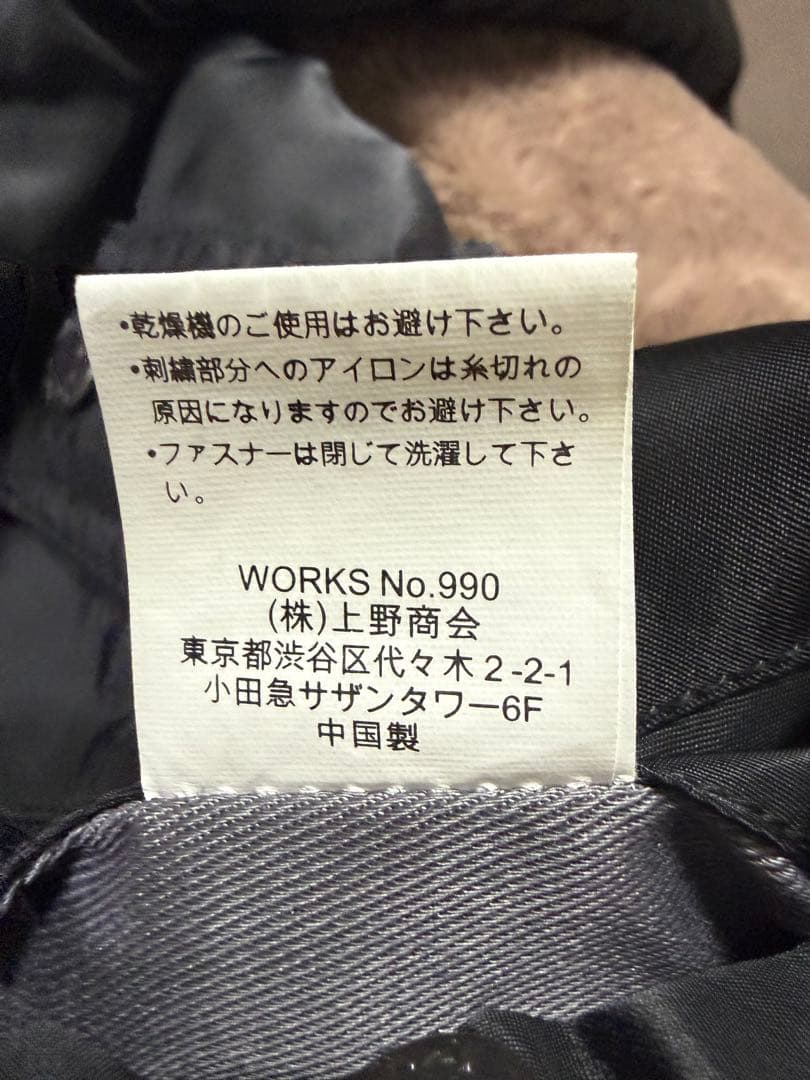 ・乾燥機のご使用はお避け下さい。
・刺繍部分へのアイロンは糸切れの
原因になりますのでお避け下さい。
・ファスナーは閉じて洗濯して下さ
い。
WORKS No.990
(株)上野商会
東京都渋谷区代々木2-2-1
小田急サザンタワー6F
中国製